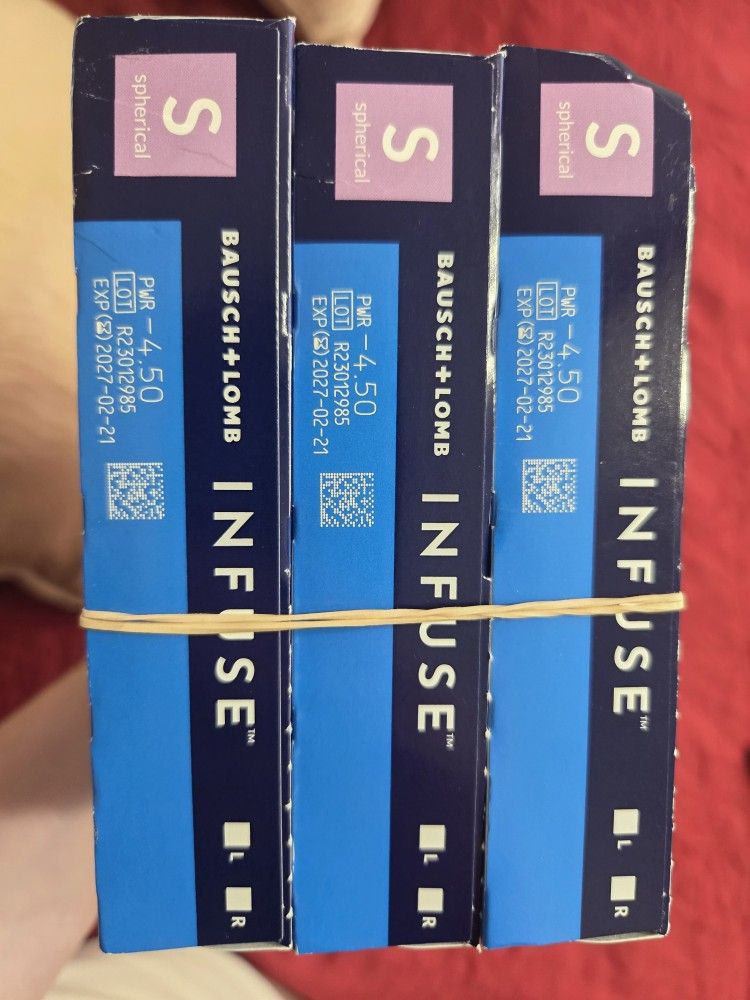 S
spherical
BAUSCH + LOMB INFUSE™ L R
PWR -4.50
LOT R23012985
EXP 2027-02-21
S
spherical
BAUSCH + LOMB INFUSE™ L R
PWR -4.50
LOT R23012985
EXP 2027-02-21
S
spherical
BAUSCH + LOMB INFUSE™ L R
PWR -4.50
LOT R23012985
EXP 2027-02-21